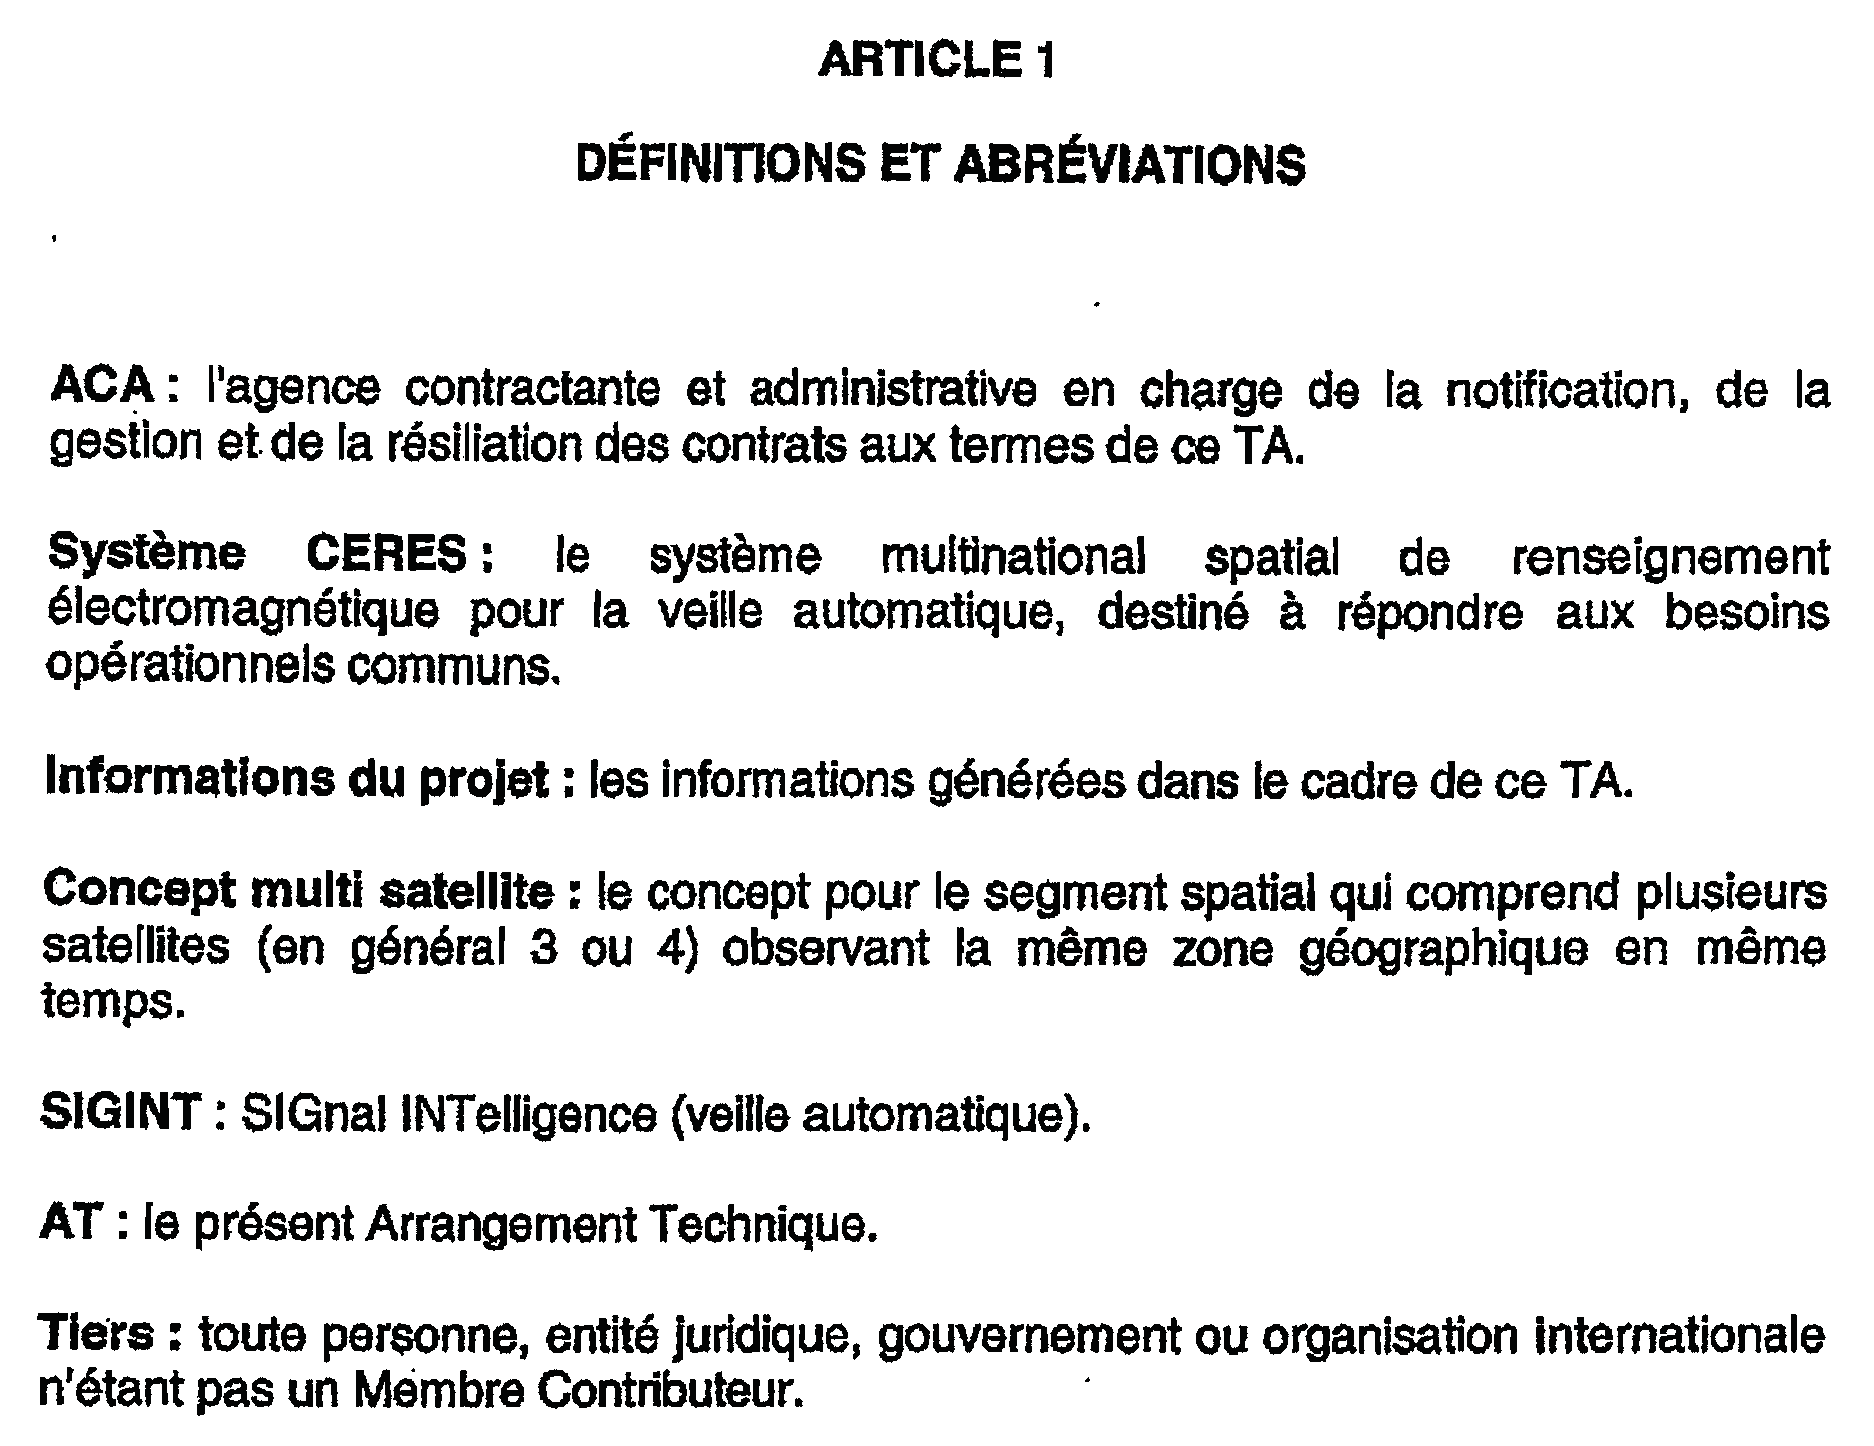 ARTICLE 1
DÉFINITIONS ET ABRÉVIATIONS
ACA : l'agence contractante et administrative en charge de la notification, de la
gestion et de la résiliation des contrats aux termes de ce TA.
Système CERES : le système multinational spatial de renseignement
électromagnétique pour la veille automatique, destiné à répondre aux besoins
opérationnels communs.
Informations du projet : les informations générées dans le cadre de ce TA.
Concept multi satellite : le concept pour le segment spatial qui comprend plusieurs
satellites (en général 3 ou 4) observant la même zone géographique en même
temps.
SIGINT : SIGnal INTelligence (veille automatique).
AT : le présent Arrangement Technique.
Tiers : toute personne, entité juridique, gouvernement ou organisation internationale
n'étant pas un Membre Contributeur.